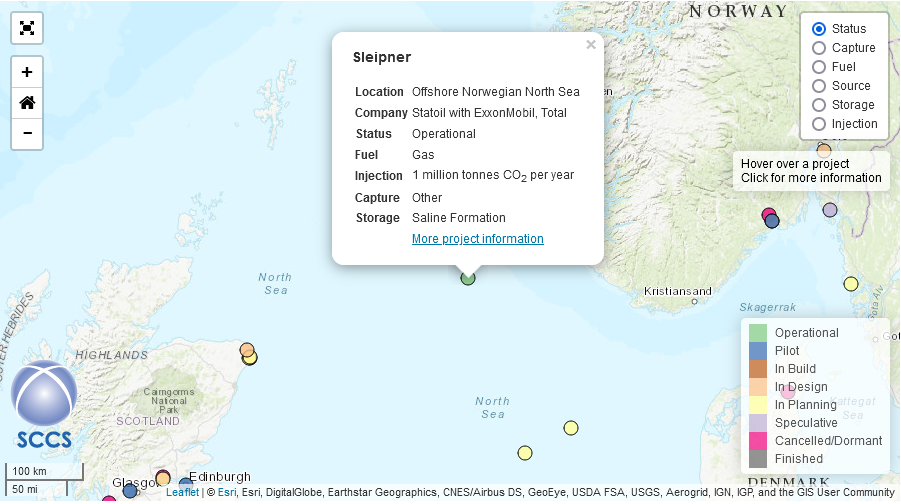 NORWAY
+
−
Sleipner
×
Location Offshore Norwegian North Sea
Company Statoil with ExxonMobil, Total
Status Operational
Fuel Gas
Injection 1 million tonnes CO2 per year
Capture Other
Storage Saline Formation
More project information
Status
Capture
Fuel
Source
Storage
Injection
Hover over a project
Click for more information
North
Sea
Kristiansand
Skagerrak
OUTER HEBRIDES
HIGHLANDS
Cairngorms
National
Park
SCOTLAND
North
Sea
Gota Alv
Operational
Pilot
In Build
In Design
In Planning
Speculative
Cancelled/Dormant
Finished
Kattegat
Sea
DENMARK
SCCS
100 km
50 mi
Edinburgh
Leaflet | © Esri, Esri, DigitalGlobe, Earthstar Geographics, CNES/Airbus DS, GeoEye, USDA FSA, USGS, Aerogrid, IGN, IGP, and the GIS User Community